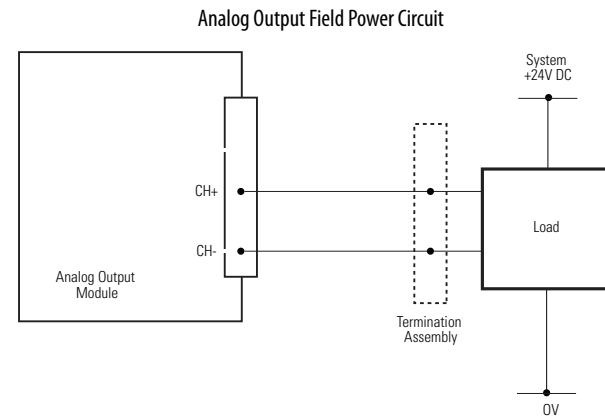 Analog Output Field Power Circuit
System
+24V DC
CH+
CH-
Load
Analog Output
Module
Termination
Assembly
0V